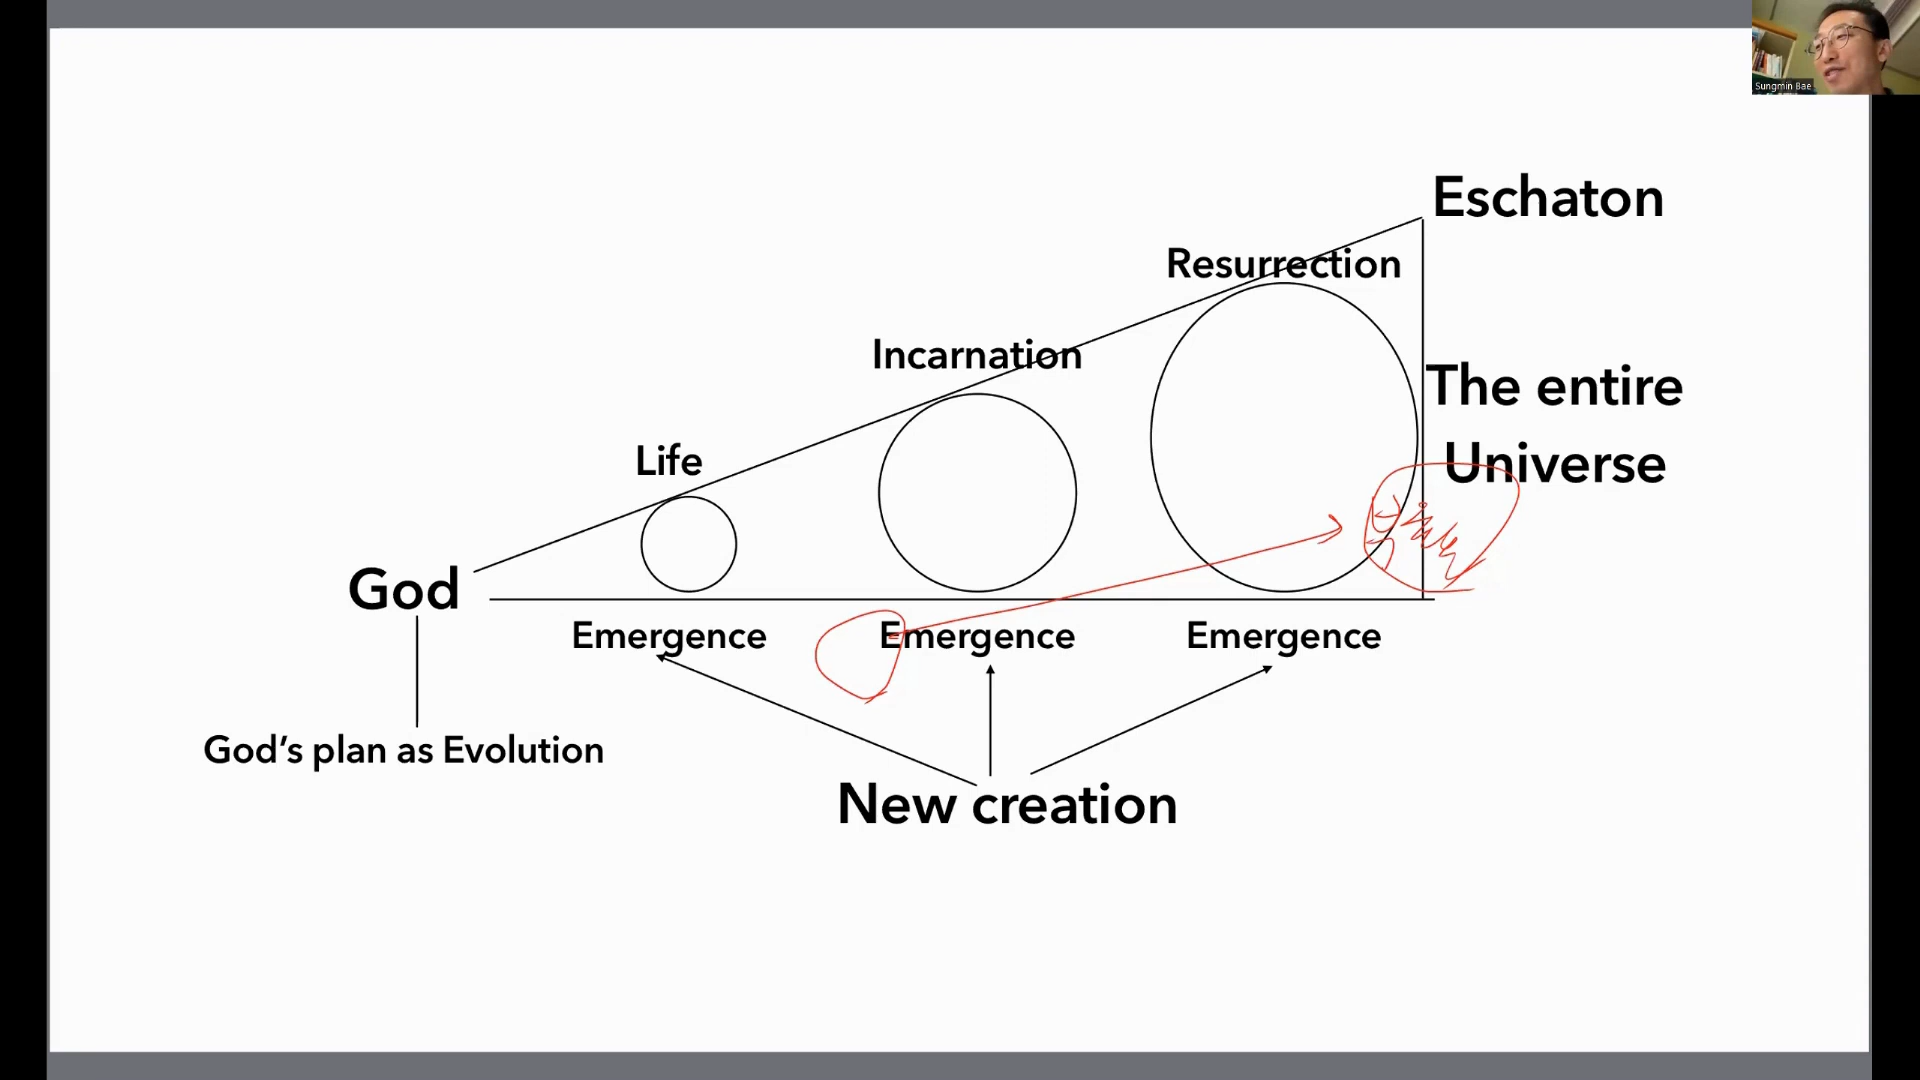 Sungmin Bae
Eschaton
Resurrection
Incarnation
The entire
Universe
Life
God
Emergence
Emergence
Emergence
God’s plan as Evolution
New creation